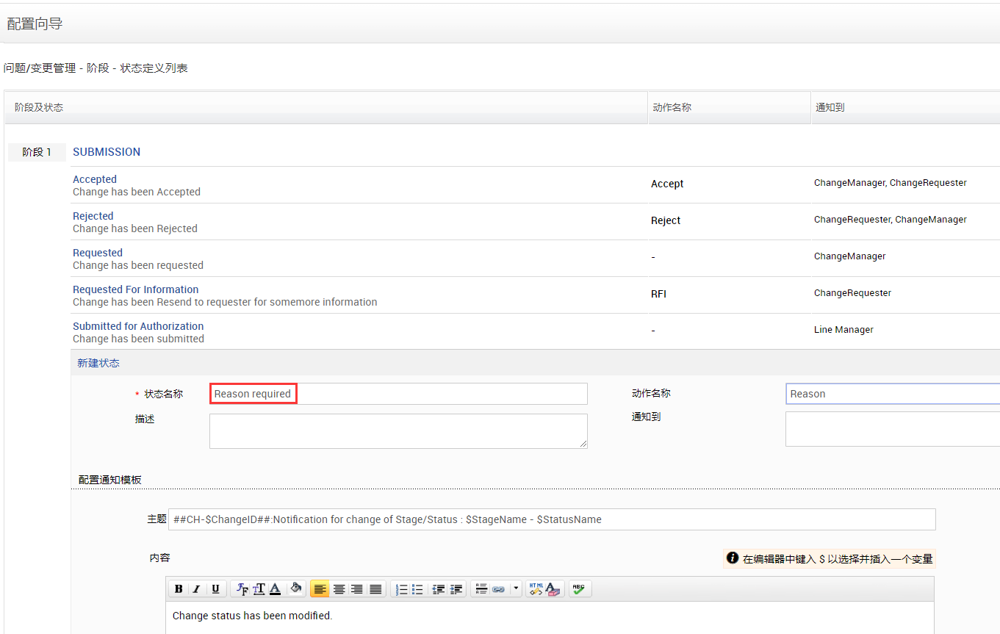 配置向导
问题/变更管理 - 阶段 - 状态定义列表
阶段及状态 动作名称 通知到
阶段 1 SUBMISSION
Accepted
Change has been Accepted
Accept ChangeManager, ChangeRequester
Rejected
Change has been Rejected
Reject ChangeRequester, ChangeManager
Requested
Change has been requested
- ChangeManager
Requested For Information
Change has been Resend to requester for somemore information
RFI ChangeRequester
Submitted for Authorization
Change has been submitted
- Line Manager
新建状态
* 状态名称 Reason required 动作名称 Reason
描述 通知到
配置通知模板
主题 ##CH-$ChangeID##:Notification for change of Stage/Status : $StageName - $StatusName
内容 在编辑器中键入 $ 以选择并插入一个变量
B I U HTML ABC
Change status has been modified.